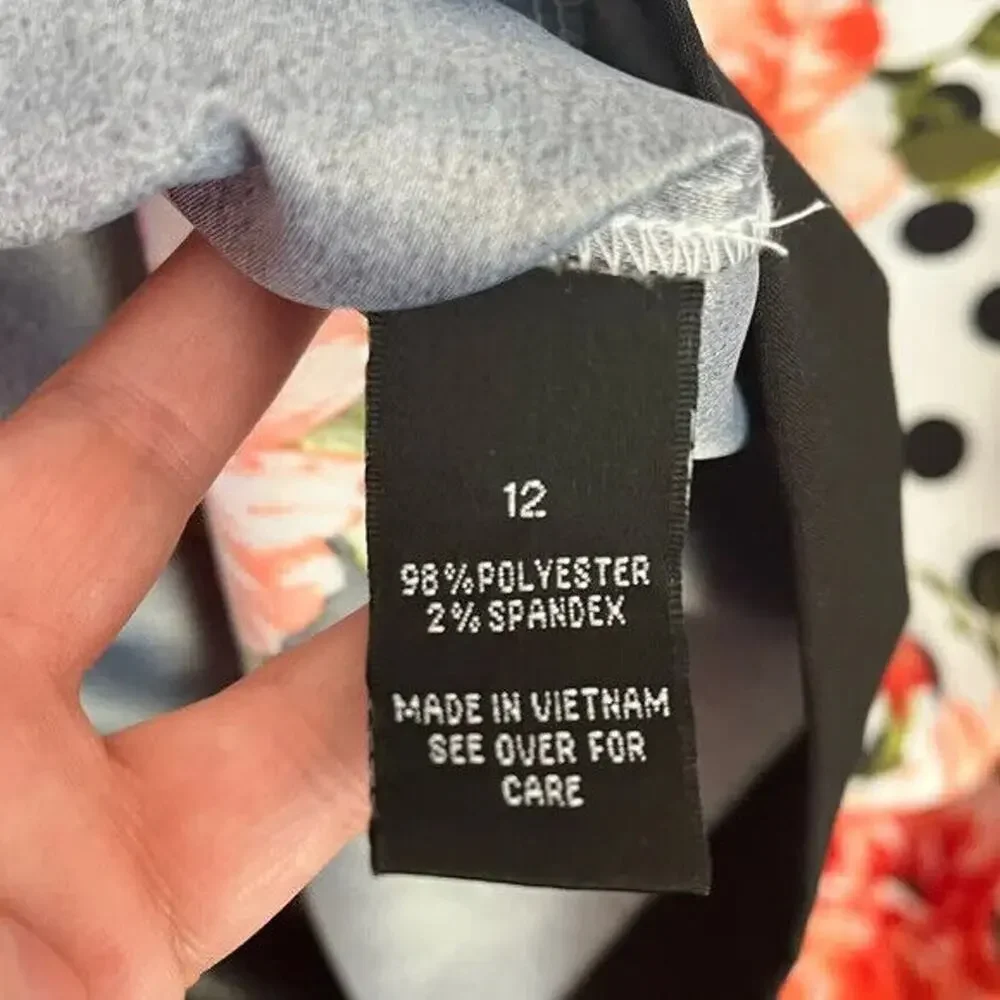 12
98%POLYESTER
2% SPANDEX
MADE IN VIETNAM
SEE OVER FOR
CARE